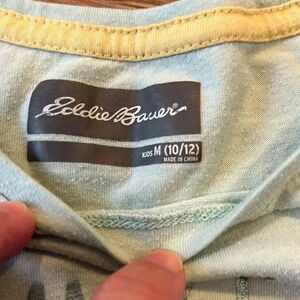 Eddie Bauer®
KIDS M (10/12)
MADE IN CHINA